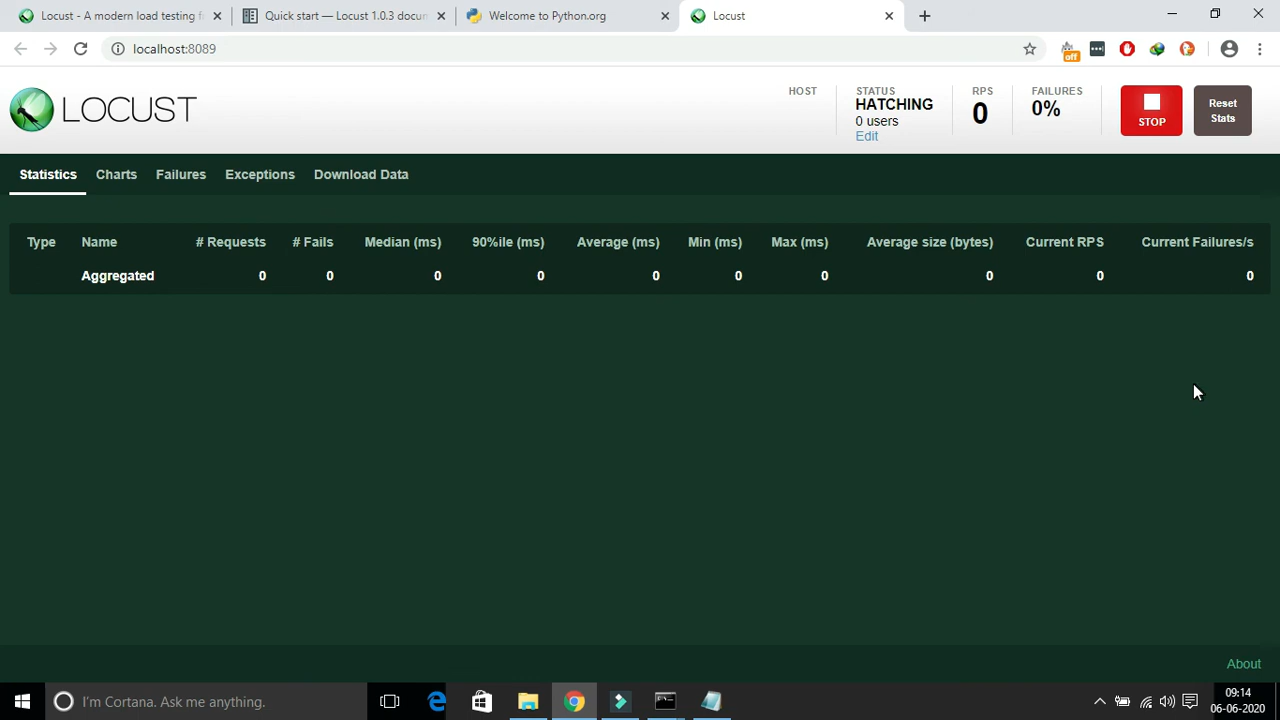 Locust - A modern load testing f
Quick start — Locust 1.0.3 docum
Welcome to Python.org
Locust
localhost:8089
off
LOCUST
HOST
STATUS
HATCHING
0 users
Edit
RPS
0
FAILURES
0%
STOP
Reset
Stats
Statistics Charts Failures Exceptions Download Data
Type Name # Requests # Fails Median (ms) 90%ile (ms) Average (ms) Min (ms) Max (ms) Average size (bytes) Current RPS Current Failures/s
Aggregated 0 0 0 0 0 0 0 0 0 0
About
I'm Cortana. Ask me anything.
09:14
06-06-2020